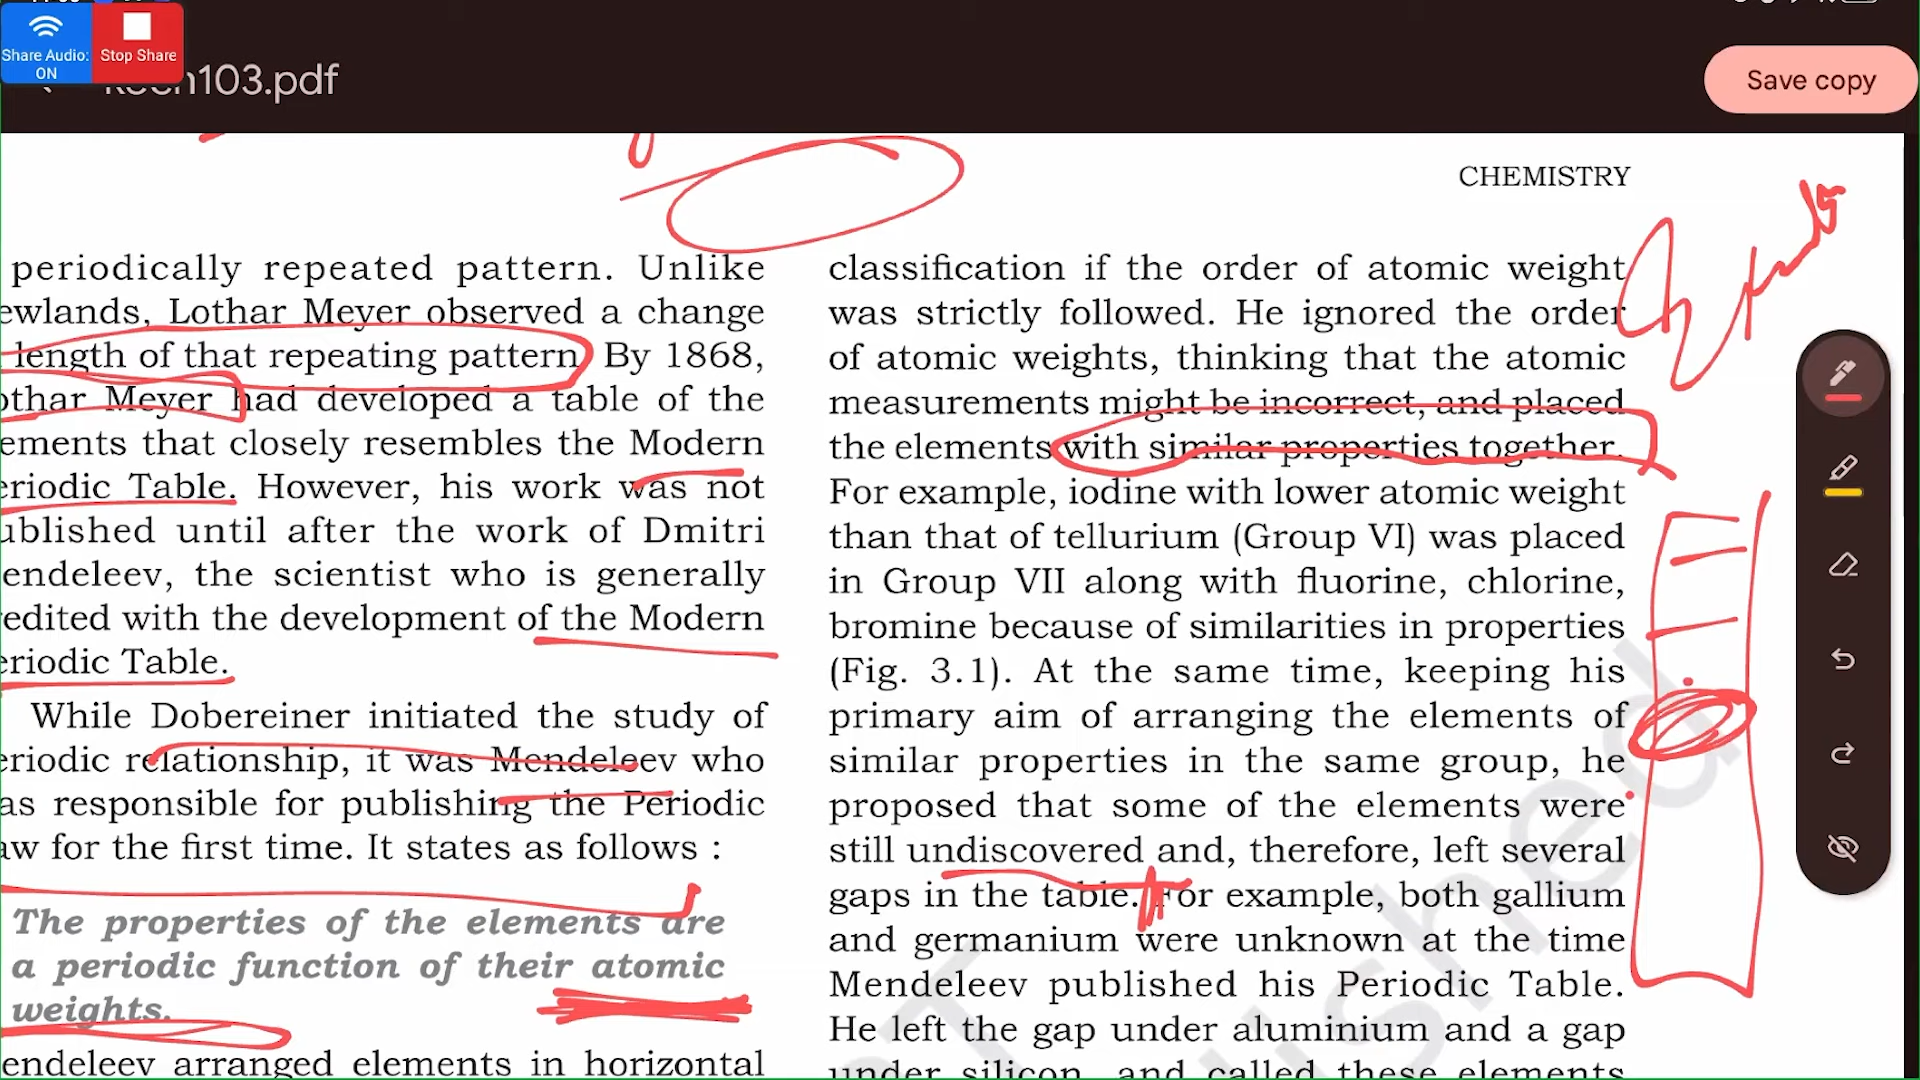 Share Audio: ON
Stop Share
103.pdf
Save copy
CHEMISTRY
periodically repeated pattern. Unlike
ewlands, Lothar Meyer observed a change
length of that repeating pattern. By 1868,
othar Meyer had developed a table of the
ements that closely resembles the Modern
eriodic Table. However, his work was not
ublished until after the work of Dmitri
endeleev, the scientist who is generally
redited with the development of the Modern
eriodic Table.
While Dobereiner initiated the study of
eriodic relationship, it was Mendeleev who
as responsible for publishing the Periodic
aw for the first time. It states as follows :
The properties of the elements are
a periodic function of their atomic
weights.
endeleev arranged elements in horizontal
classification if the order of atomic weight
was strictly followed. He ignored the order
of atomic weights, thinking that the atomic
measurements might be incorrect, and placed
the elements with similar properties together.
For example, iodine with lower atomic weight
than that of tellurium (Group VI) was placed
in Group VII along with fluorine, chlorine,
bromine because of similarities in properties
(Fig. 3.1). At the same time, keeping his
primary aim of arranging the elements of
similar properties in the same group, he
proposed that some of the elements were
still undiscovered and, therefore, left several
gaps in the table. For example, both gallium
and germanium were unknown at the time
Mendeleev published his Periodic Table.
He left the gap under aluminium and a gap
under silicon, and called these elements